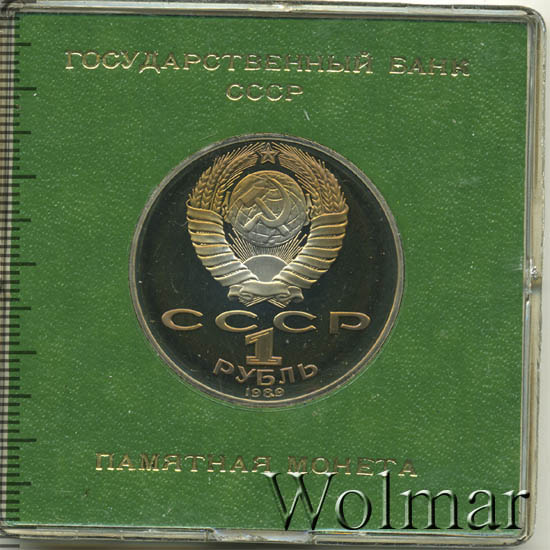 ГОСУДАРСТВЕННЫЙ БАНК
СССР
СССР
1
РУБЛЬ
1989
ПАМЯТНАЯ МОНЕТА
Wolmar